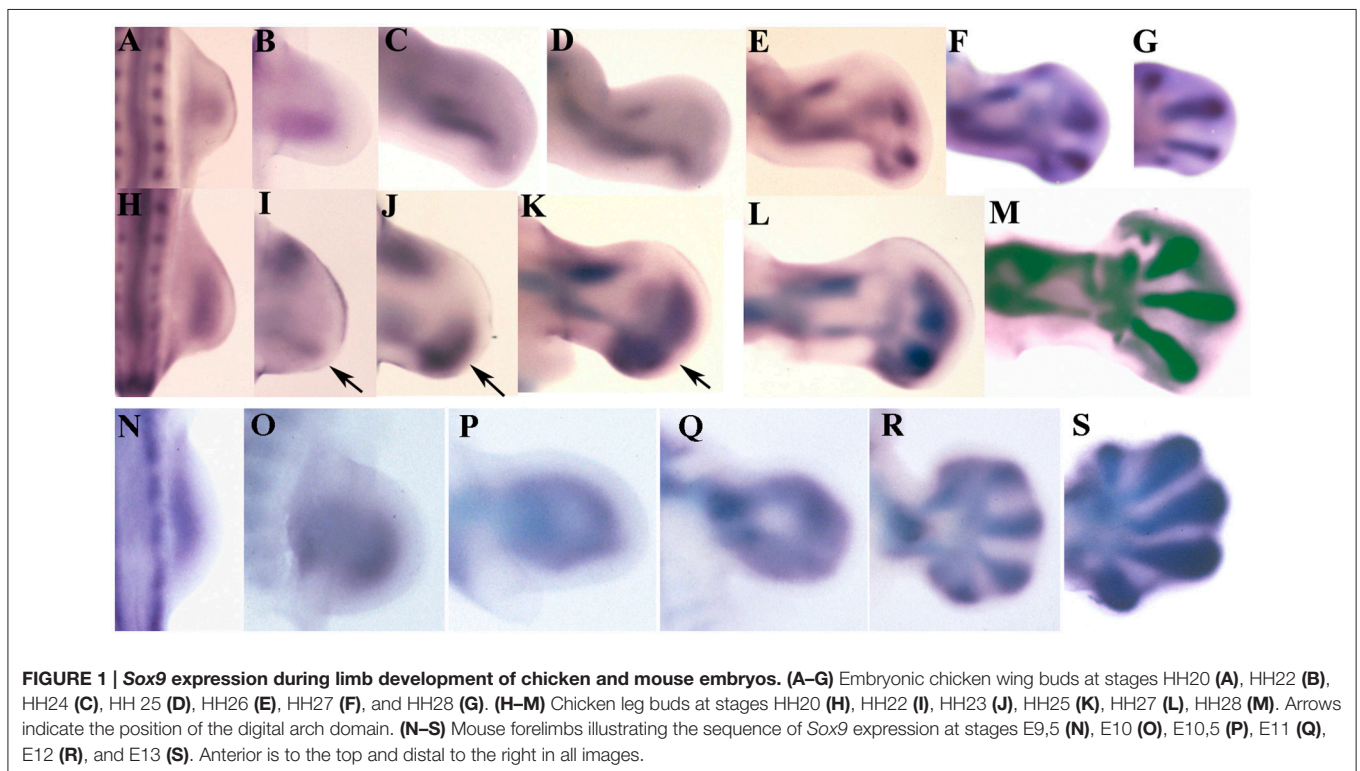 A
B
C
D
E
F
G
H
I
J
K
L
M
N
O
P
Q
R
S
FIGURE 1 | Sox9 expression during limb development of chicken and mouse embryos. (A–G) Embryonic chicken wing buds at stages HH20 (A), HH22 (B),
HH24 (C), HH 25 (D), HH26 (E), HH27 (F), and HH28 (G). (H–M) Chicken leg buds at stages HH20 (H), HH22 (I), HH23 (J), HH25 (K), HH27 (L), HH28 (M). Arrows
indicate the position of the digital arch domain. (N–S) Mouse forelimbs illustrating the sequence of Sox9 expression at stages E9,5 (N), E10 (O), E10,5 (P), E11 (Q),
E12 (R), and E13 (S). Anterior is to the top and distal to the right in all images.